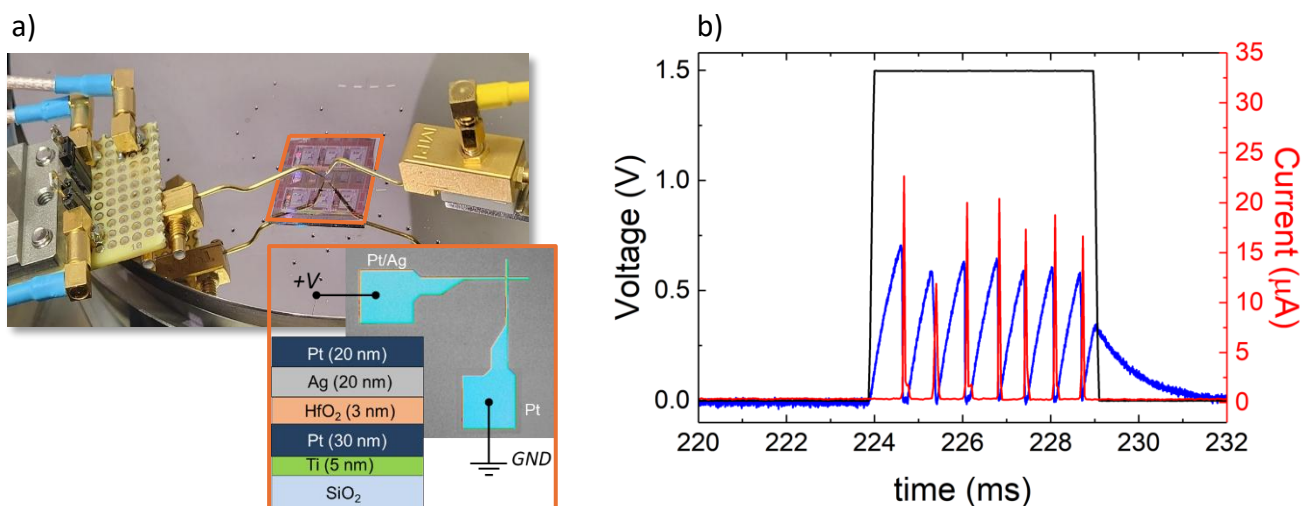 a)
MPI
10
Pt/Ag
+V
Pt (20 nm)
Ag (20 nm)
HfO₂ (3 nm)
Pt (30 nm)
Ti (5 nm)
SiO₂
Pt
GND
b)
Voltage (V)
1.5
1.0
0.5
0.0
220 222 224 226 228 230 232
time (ms)
35
30
25
20
15
10
5
0
Current (μA)